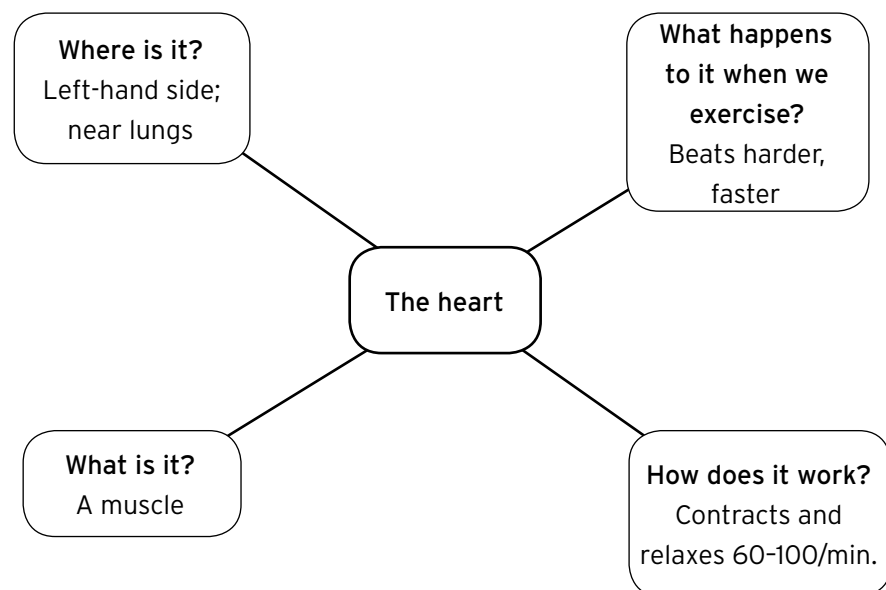 Where is it?
Left-hand side;
near lungs
What happens
to it when we
exercise?
Beats harder,
faster
The heart
What is it?
A muscle
How does it work?
Contracts and
relaxes 60–100/min.